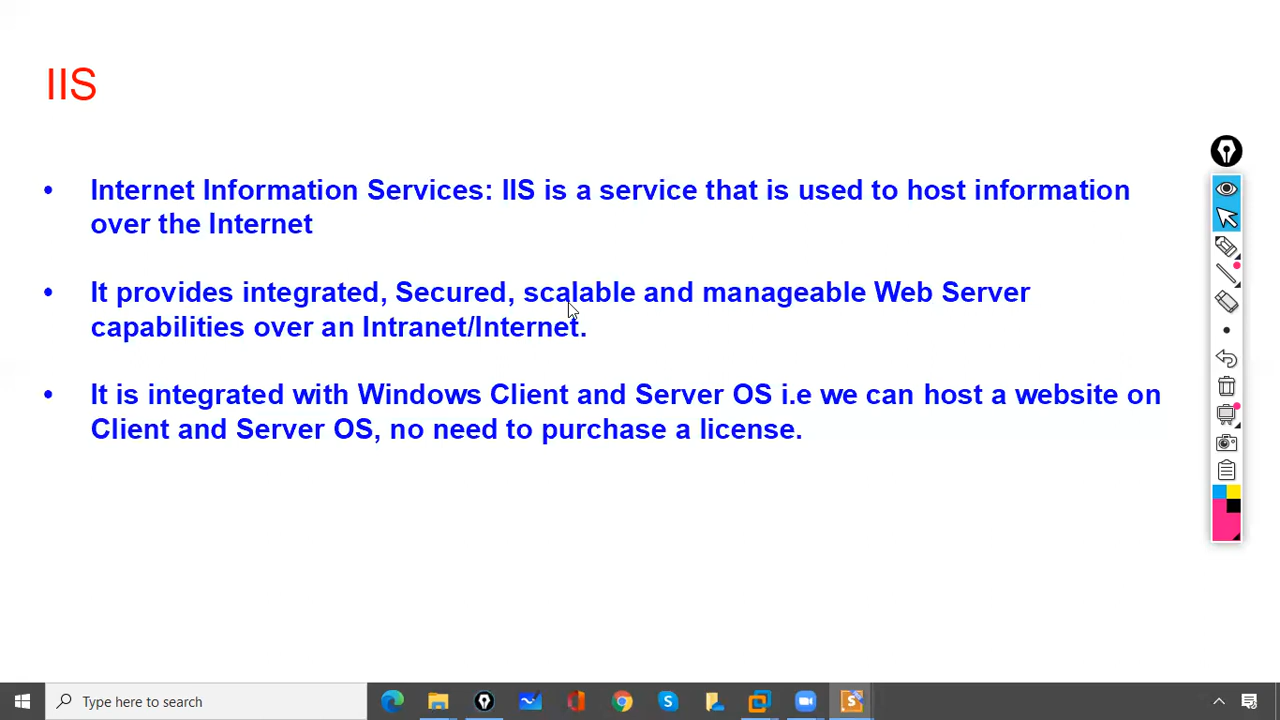 IIS
• Internet Information Services: IIS is a service that is used to host information
over the Internet
• It provides integrated, Secured, scalable and manageable Web Server
capabilities over an Intranet/Internet.
• It is integrated with Windows Client and Server OS i.e we can host a website on
Client and Server OS, no need to purchase a license.
Type here to search